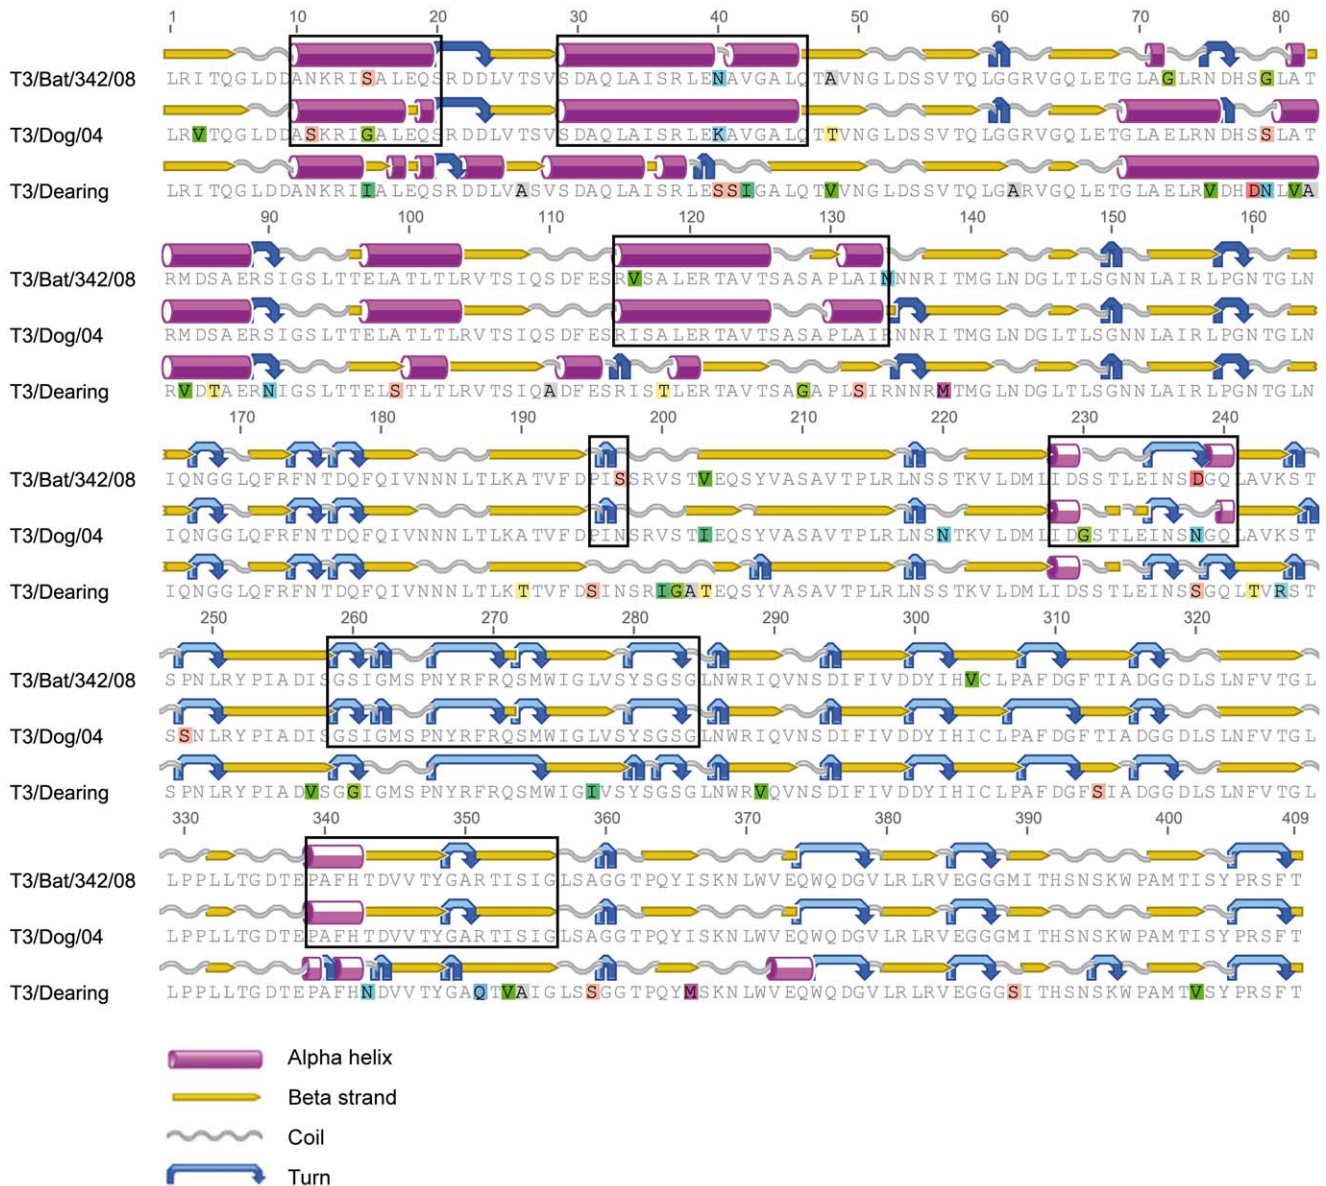 1 10 20 30 40 50 60 70 80
T3/Bat/342/08 LRITQGLDDANKRISALEQSRDDLVTSVSDAQLAISRLENAVGALQTAVNGLDSSVTQLGGRVGQLETGLAGLRNDHSGLAT
T3/Dog/04 LRVTQGLDDASKRIGALEQSRDDLVTSVSDAQLAISRLEKAVGALQTTVNGLDSSVTQLGGRVGQLETGLAELRNDHSSLAT
T3/Dearing LRITQGLDDANKRIIALEQSRDDLVASVSDAQLAISRLESSIGALQTVVNGLDSSVTQLGARVGQLETGLAELRVDHDNLVA
90 100 110 120 130 140 150 160
T3/Bat/342/08 RMDSAERSIGSLTTELATLTLRVTSIQSDFESRVSALERTAVTSASAPLAINNNRITMGLNDGLTLSGNNLAIRLPGNTGLN
T3/Dog/04 RMDSAERSIGSLTTELATLTLRVTSIQSDFESRISALERTAVTSASAPLAIRNNRITMGLNDGLTLSGNNLAIRLPGNTGLN
T3/Dearing RVDTAERNIGSLTTELSTLTLRVTSIQADFESRISTLERTAVTSAGAPLSIRNNRMTMGLNDGLTLSGNNLAIRLPGNTGLN
170 180 190 200 210 220 230 240
T3/Bat/342/08 IQNGGLQFRFNTDQFQIVNNNLTLKATVFDPISSRVSTVEQSYVASAVTPLRLNSSTKVLDMLIDSSTLEINSDGQLAVKST
T3/Dog/04 IQNGGLQFRFNTDQFQIVNNNLTLKATVFDPINSRVSTIEQSYVASAVTPLRLNSNTKVLDMLIDGSTLEINSNGQLAVKST
T3/Dearing IQNGGLQFRFNTDQFQIVNNNLTLKTTVFDSINSRIGATEQSYVASAVTPLRLNSSTKVLDMLIDSSTLEINSSGQLTVRST
250 260 270 280 290 300 310 320
T3/Bat/342/08 SPNLRYPIADISGSIGMSPNYRFRQSMWIGLVSYSGSGLNWRIQVNSDIFIVDDYIHVCLPAFDGFTIADGGDLSLNFVTGL
T3/Dog/04 SSNLRYPIADISGSIGMSPNYRFRQSMWIGLVSYSGSGLNWRIQVNSDIFIVDDYIHICLPAFDGFTIADGGDLSLNFVTGL
T3/Dearing SPNLRYPIADVSGGIGMSPNYRFRQSMWIGIVSYSGSGLNWRVQVNSDIFIVDDYIHICLPAFDGFSIADGGDLSLNFVTGL
330 340 350 360 370 380 390 400 409
T3/Bat/342/08 LPPLLTGDTEPAFHTDVVTYGARTISIGLSAGGTPQYISKNLWVEQWQDGVLRLRVEGGGMITHSNSKWPAMTISYPRSFT
T3/Dog/04 LPPLLTGDTEPAFHTDVVTYGARTISIGLSAGGTPQYISKNLWVEQWQDGVLRLRVEGGGMITHSNSKWPAMTISYPRSFT
T3/Dearing LPPLLTGDTEPAFHNDVVTYGAQTVAIGLSSGGTPQYMSKNLWVEQWQDGVLRLRVEGGGSITHSNSKWPAMTVSYPRSFT
Alpha helix
Beta strand
Coil
Turn